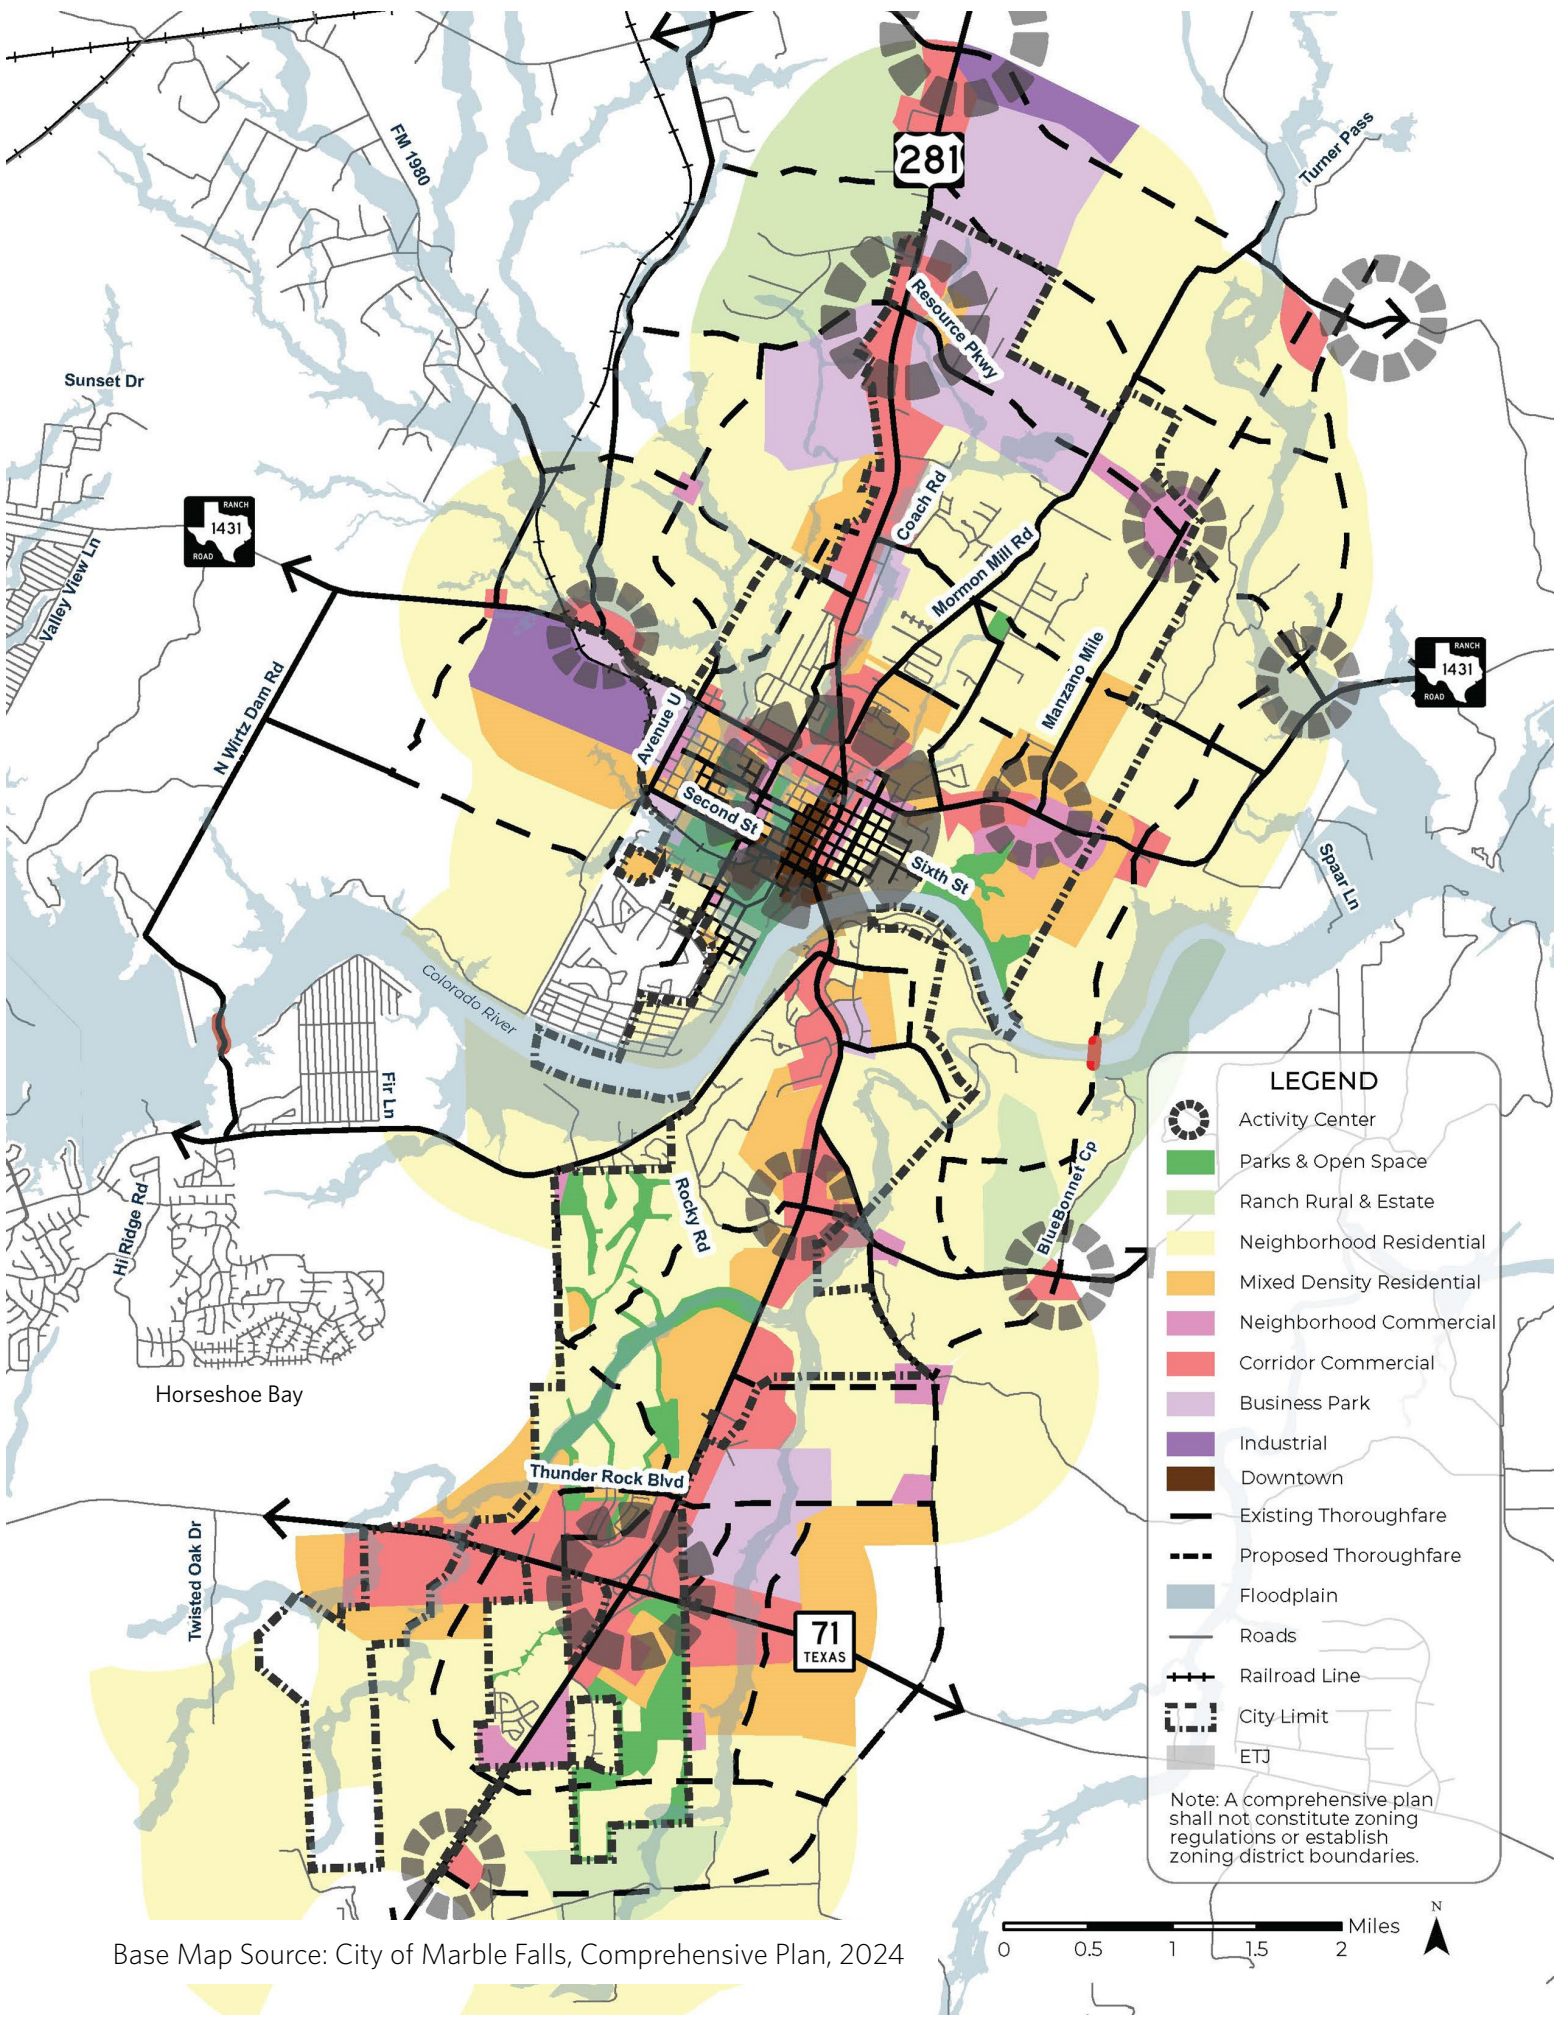 FM 1980
Turner Pass
281
Resource Pkwy
Sunset Dr
RANCH
1431
ROAD
Coach Rd
Valley View Ln
Mormon Mill Rd
Manzano Mile
RANCH
1431
ROAD
N Wirtz Dam Rd
Avenue U
Second St
Sixth St
Spaar Ln
Colorado River
Fir Ln
Hi Ridge Rd
Rocky Rd
BlueBonnet Cp
Horseshoe Bay
Thunder Rock Blvd
Twisted Oak Dr
71
TEXAS
LEGEND
Activity Center
Parks & Open Space
Ranch Rural & Estate
Neighborhood Residential
Mixed Density Residential
Neighborhood Commercial
Corridor Commercial
Business Park
Industrial
Downtown
Existing Thoroughfare
Proposed Thoroughfare
Floodplain
Roads
Railroad Line
City Limit
ETJ
Note: A comprehensive plan
shall not constitute zoning
regulations or establish
zoning district boundaries.
Miles
0 0.5 1 1.5 2
N
Base Map Source: City of Marble Falls, Comprehensive Plan, 2024